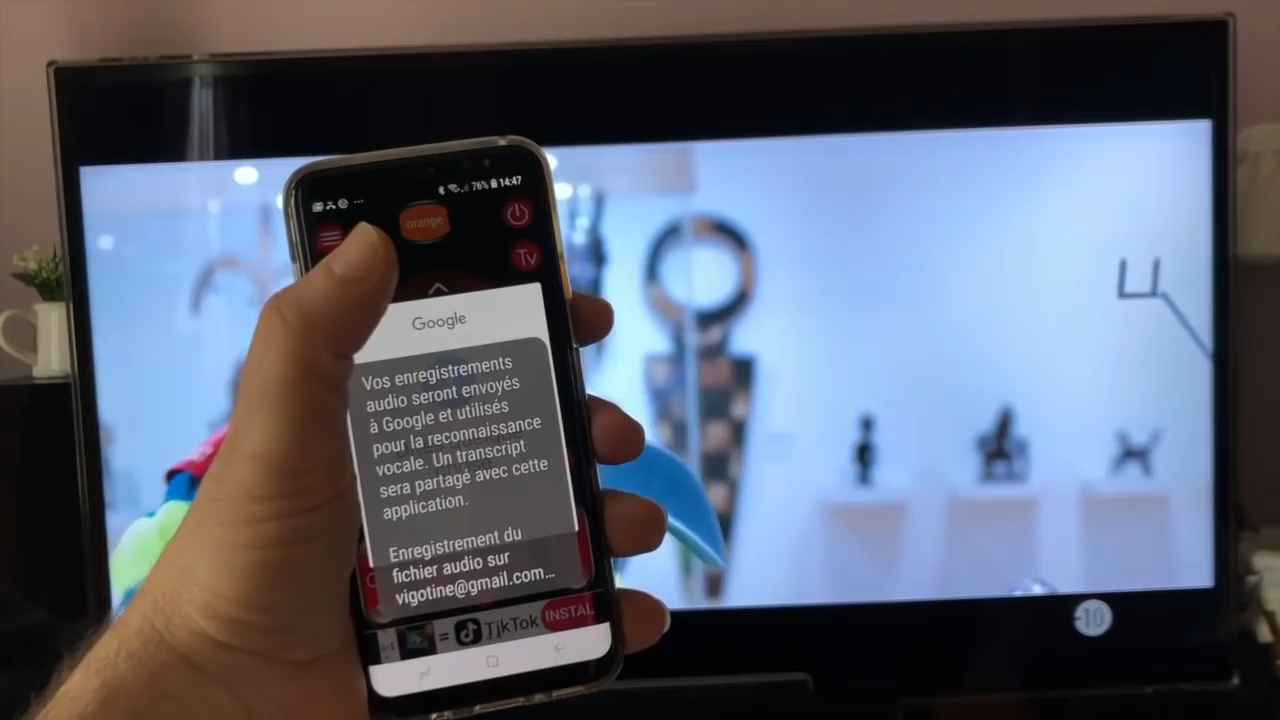 76% 14:47
orange
Tv
Google
Vos enregistrements
audio seront envoyés
à Google et utilisés
pour la reconnaissance
vocale. Un transcript
sera partagé avec cette
application.
Enregistrement du
fichier audio sur
vigotine@gmail.com...
= TikTok INSTAL
-10